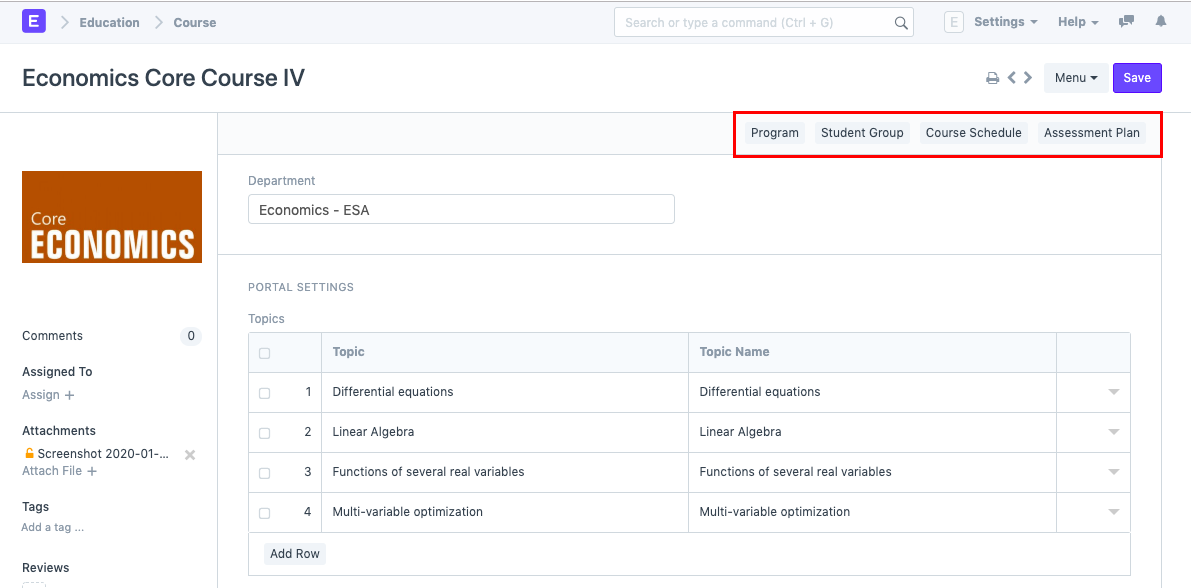 E Education Course Search or type a command (Ctrl + G) E Settings Help
Economics Core Course IV Menu Save
Program Student Group Course Schedule Assessment Plan
Department
Economics - ESA
Core
ECONOMICS
PORTAL SETTINGS
Topics
Comments 0
Topic Topic Name
Assigned To
Assign +
1 Differential equations Differential equations
Attachments
2 Linear Algebra Linear Algebra
Screenshot 2020-01-...
Attach File +
3 Functions of several real variables Functions of several real variables
Tags
4 Multi-variable optimization Multi-variable optimization
Add a tag ...
Add Row
Reviews